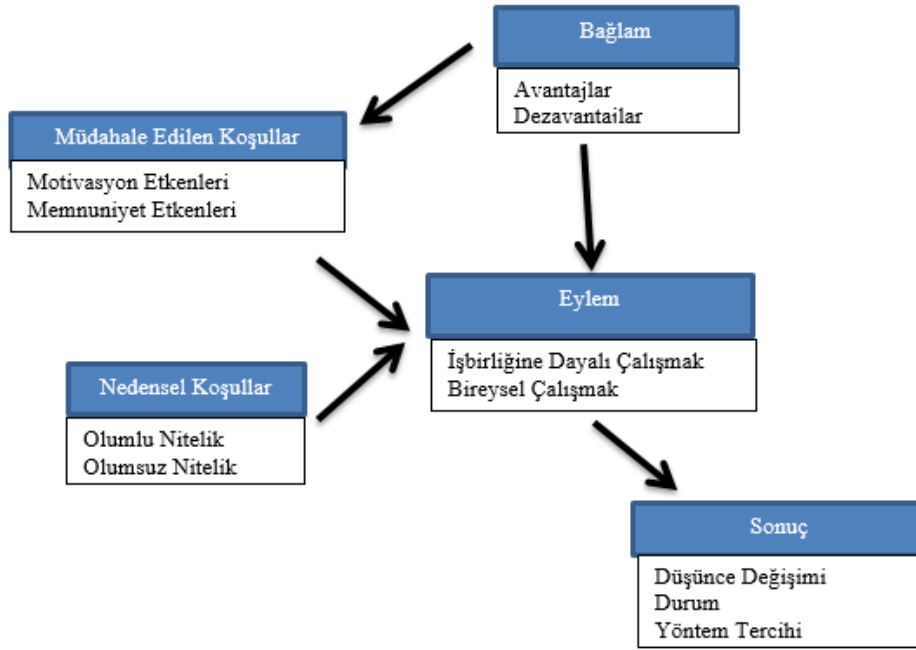 Bağlam
Avantajlar
Dezavantailar
Müdahale Edilen Koşullar
Motivasyon Etkenleri
Memnuniyet Etkenleri
Eylem
İşbirliğine Dayalı Çalışmak
Bireysel Çalışmak
Nedensel Koşullar
Olumlu Nitelik
Olumsuz Nitelik
Sonuç
Düşünce Değişimi
Durum
Yöntem Tercihi